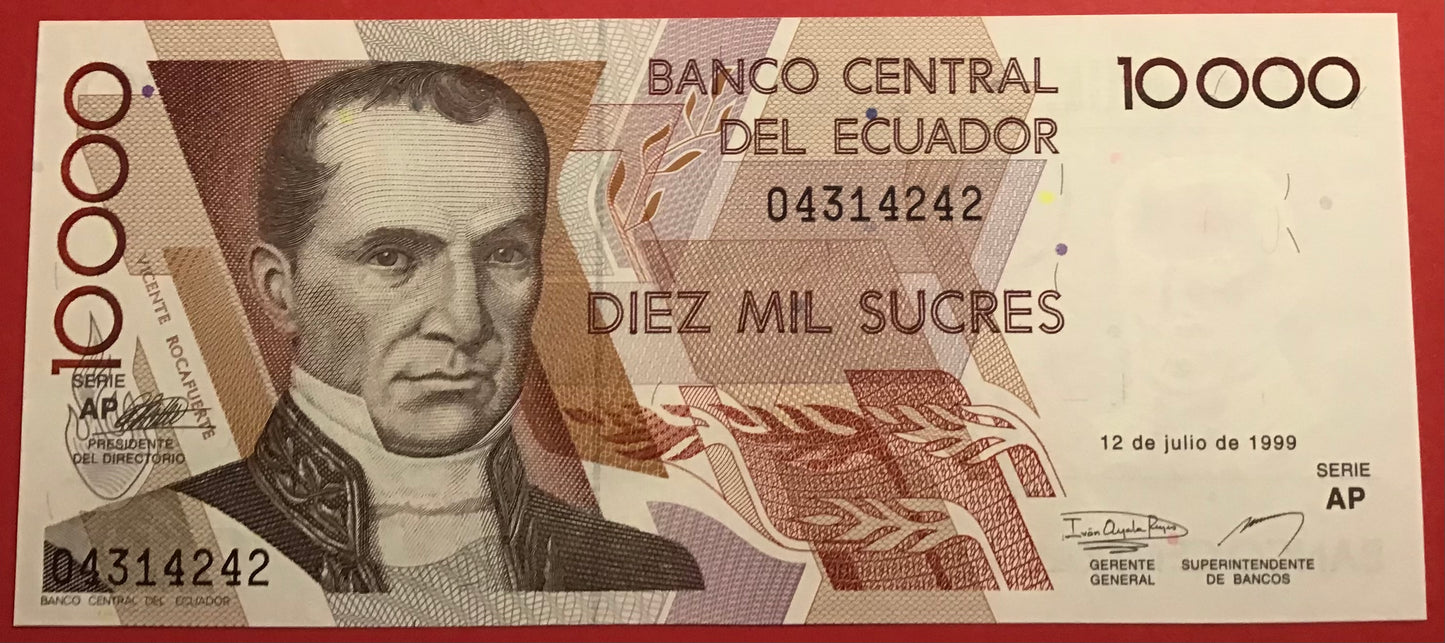 BANCO CENTRAL
DEL ECUADOR
10000
04314242
DIEZ MIL SUCRES
10000
VICENTE ROCAFUERTE
SERIE
AP
PRESIDENTE
DEL DIRECTORIO
12 de julio de 1999
SERIE
AP
Iván Ayala Reyes
GERENTE
GENERAL
SUPERINTENDENTE
DE BANCOS
04314242
BANCO CENTRAL DEL ECUADOR